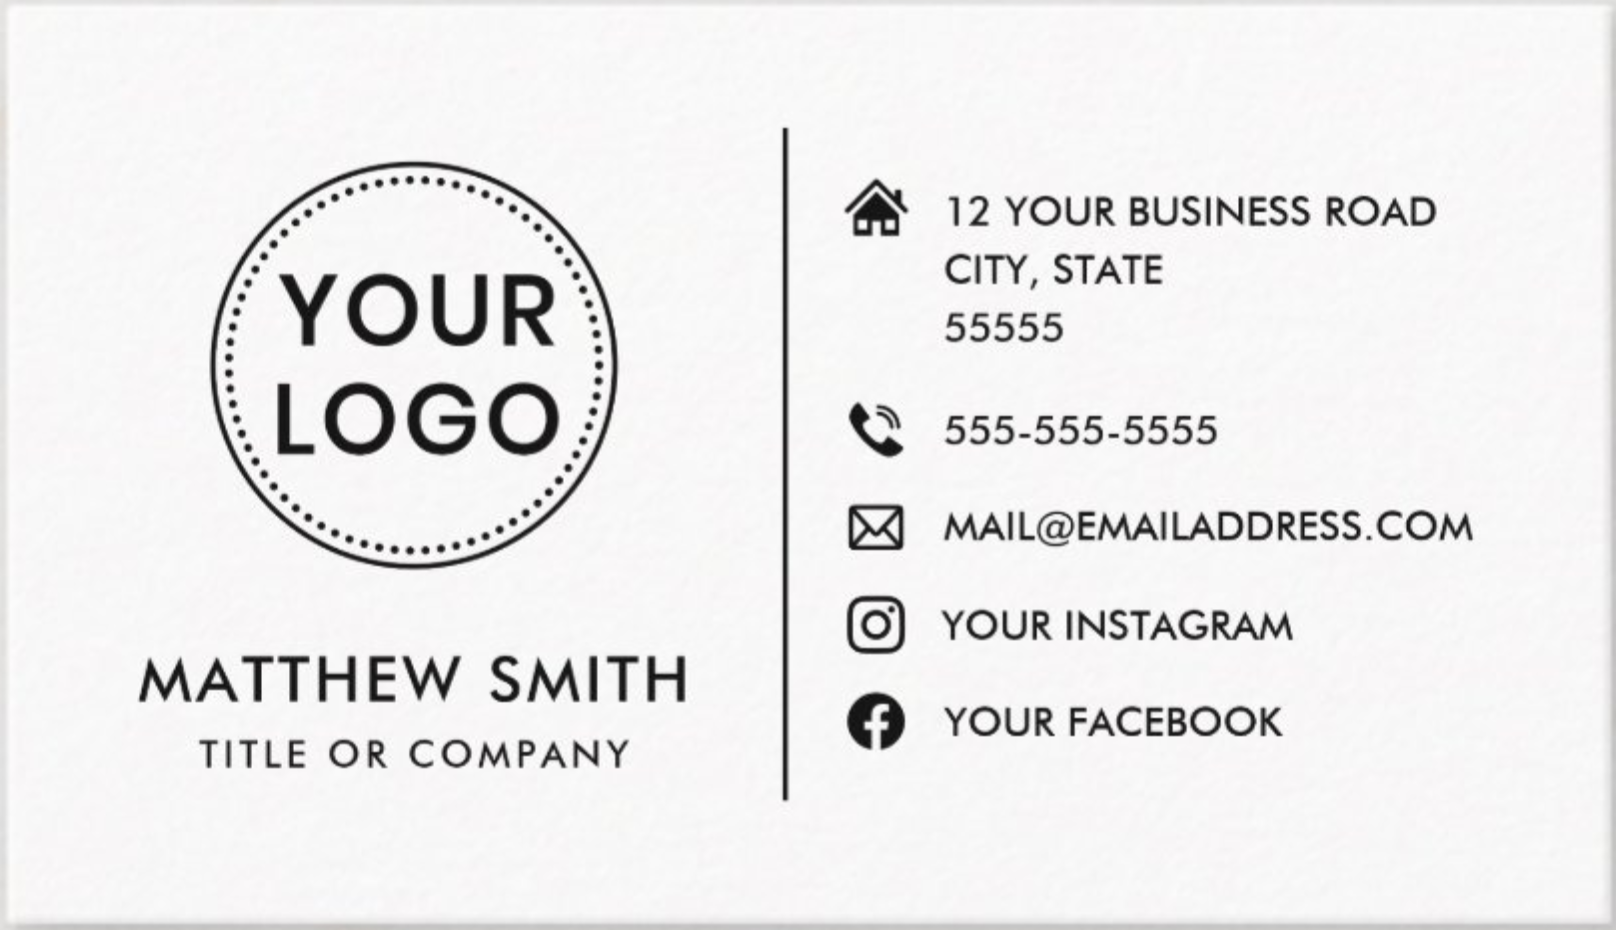 YOUR
LOGO
MATTHEW SMITH
TITLE OR COMPANY
12 YOUR BUSINESS ROAD
CITY, STATE
55555
555-555-5555
MAIL@EMAILADDRESS.COM
YOUR INSTAGRAM
YOUR FACEBOOK